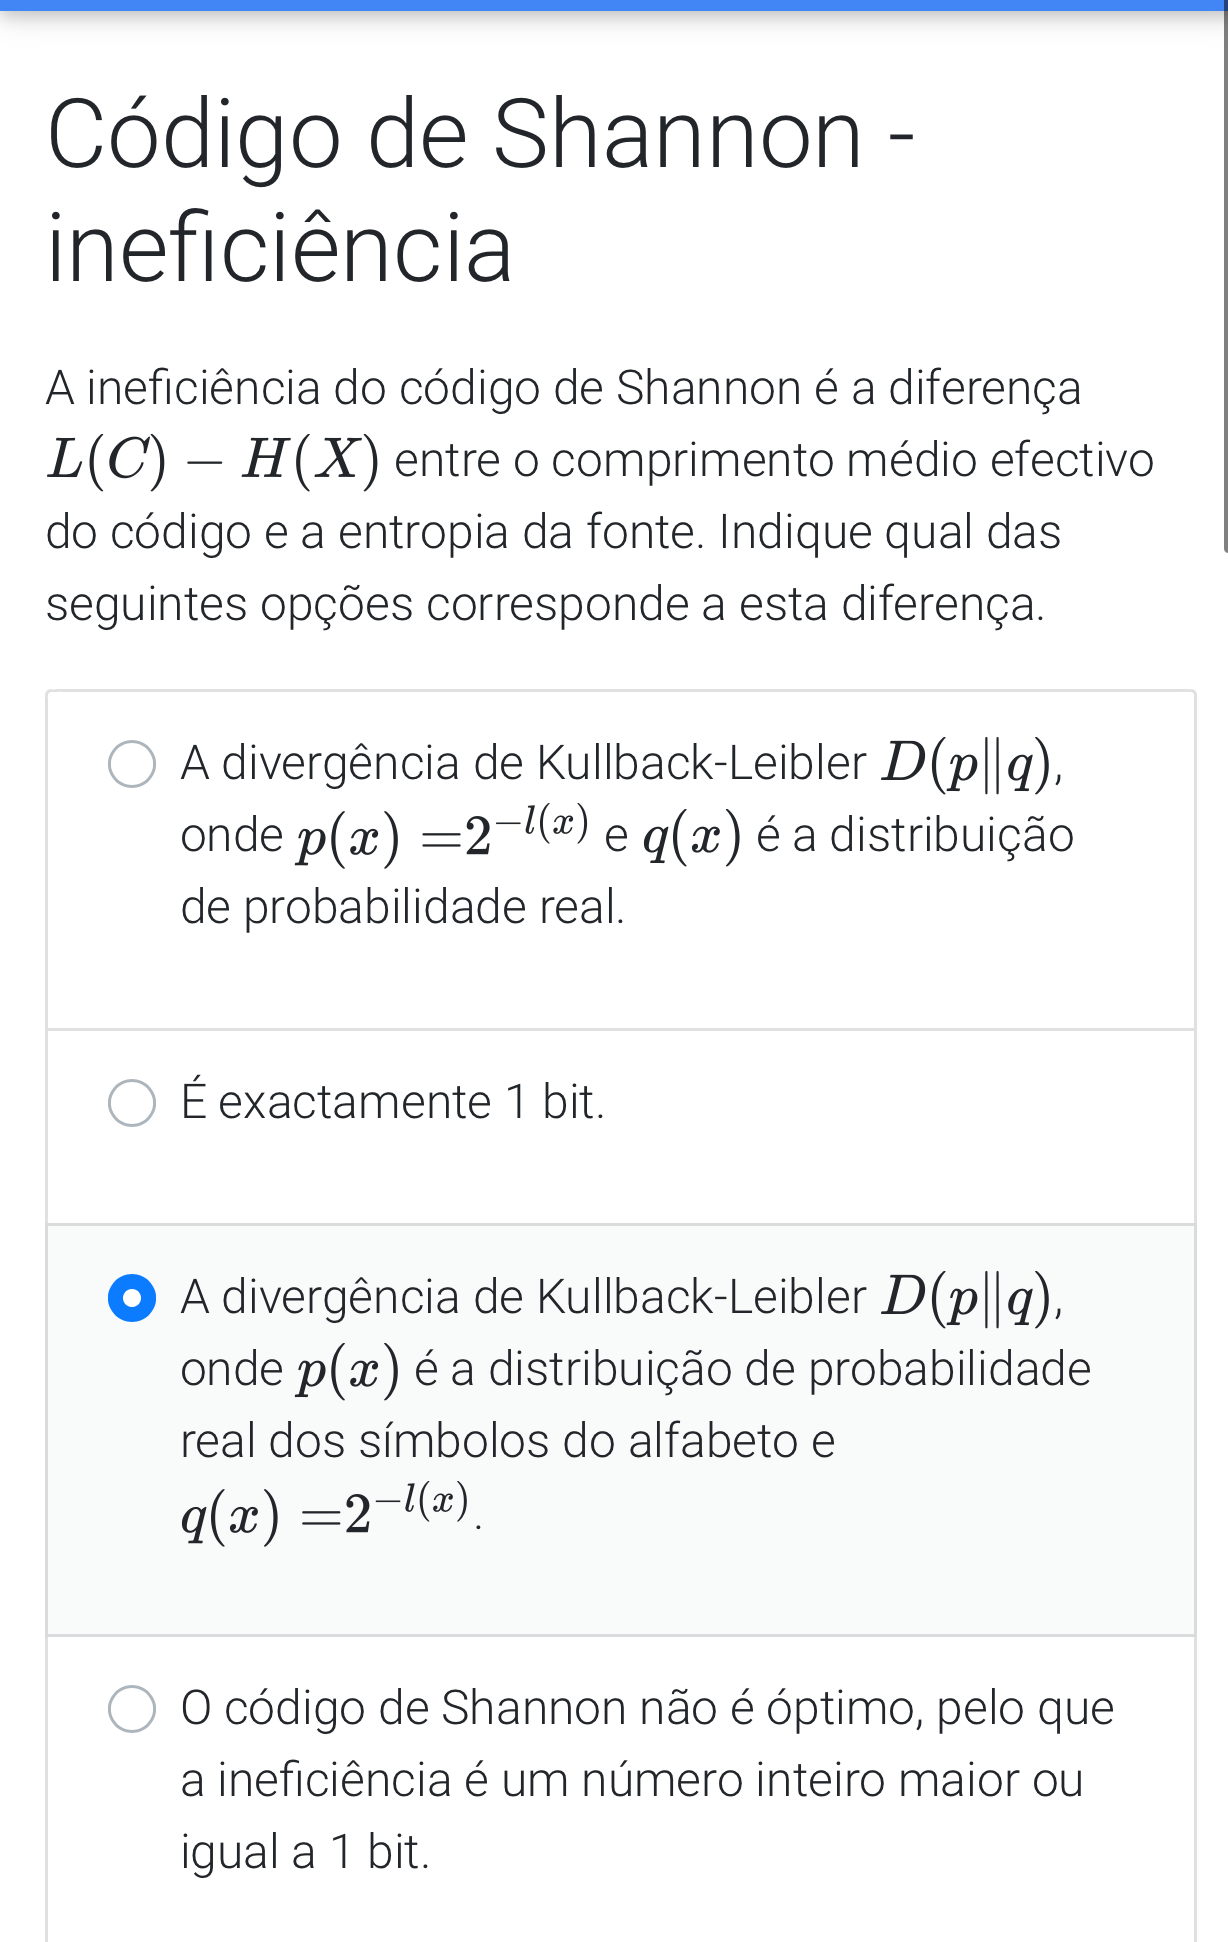 Código de Shannon -
ineficiência
A ineficiência do código de Shannon é a diferença
L(C) − H(X) entre o comprimento médio efectivo
do código e a entropia da fonte. Indique qual das
seguintes opções corresponde a esta diferença.
A divergência de Kullback-Leibler D(p||q),
onde p(x) =2^{−l(x)} e q(x) é a distribuição
de probabilidade real.
É exactamente 1 bit.
A divergência de Kullback-Leibler D(p||q),
onde p(x) é a distribuição de probabilidade
real dos símbolos do alfabeto e
q(x) =2^{−l(x)}.
O código de Shannon não é óptimo, pelo que
a ineficiência é um número inteiro maior ou
igual a 1 bit.